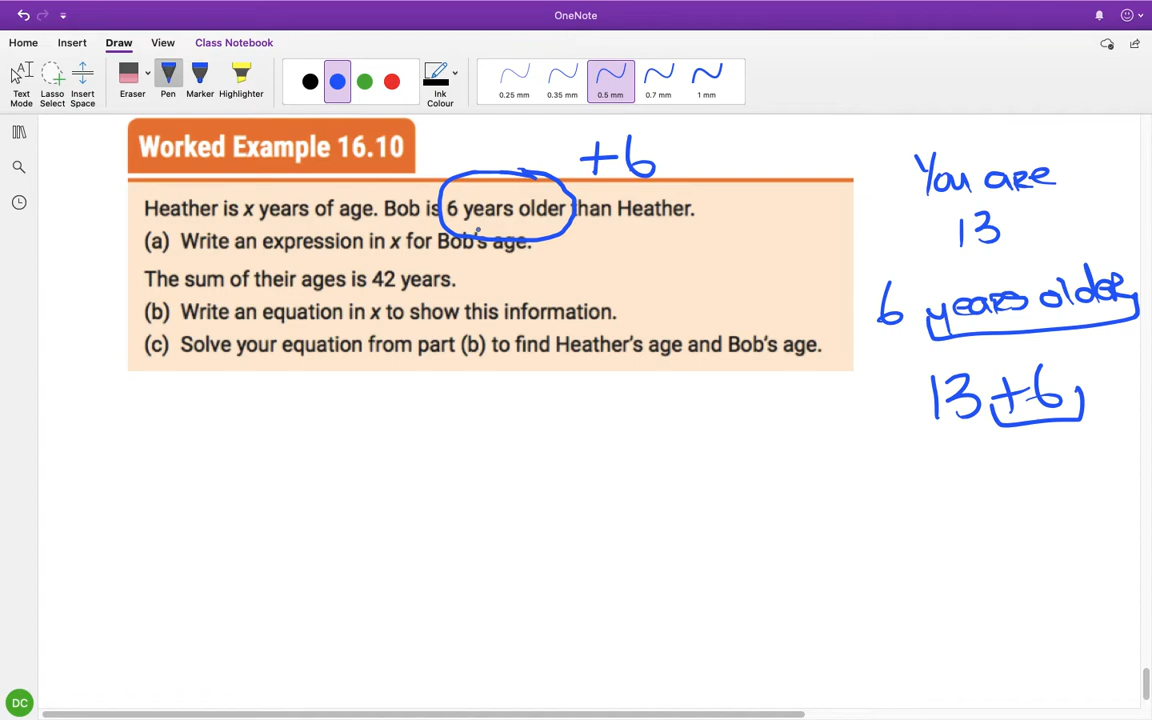 OneNote
Home Insert Draw View Class Notebook
Text Mode
Lasso Select
Insert Space
Eraser
Pen
Marker
Highlighter
Ink Colour
0.25 mm
0.35 mm
0.5 mm
0.7 mm
1 mm
Worked Example 16.10
+6
Heather is x years of age. Bob is 6 years older than Heather.
(a) Write an expression in x for Bob's age.
The sum of their ages is 42 years.
(b) Write an equation in x to show this information.
(c) Solve your equation from part (b) to find Heather's age and Bob's age.
You are
13
6 years older
13 +6
DC